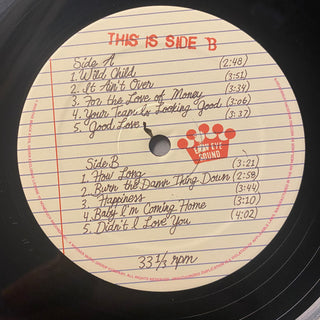 THIS IS SIDE B
Side A
1. Wild Child (2:48)
2. It Ain't Over (3:51)
3. For the Love of Money (3:34)
4. Your Team Is Looking Good (3:06)
5. Good Love (3:37)
EASY EYE
SOUND
Side B
1. How Long (3:21)
2. Burn the Damn Thing Down (2:58)
3. Happiness (3:44)
4. Baby I'm Coming Home (3:10)
5. Didn't I Love You (4:02)
33 1/3 rpm